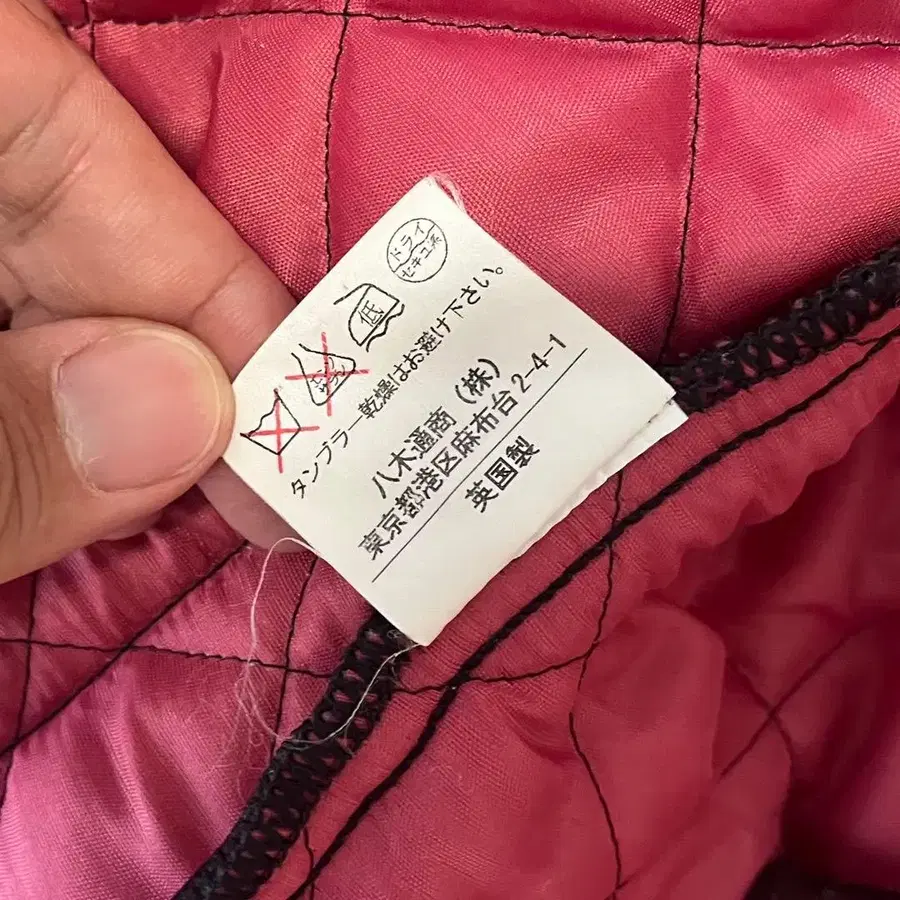 ドライ
セキユ系
低
タンブラー乾燥はお避け下さい。
八木通商（株）
東京都港区麻布台2-4-1
英国製